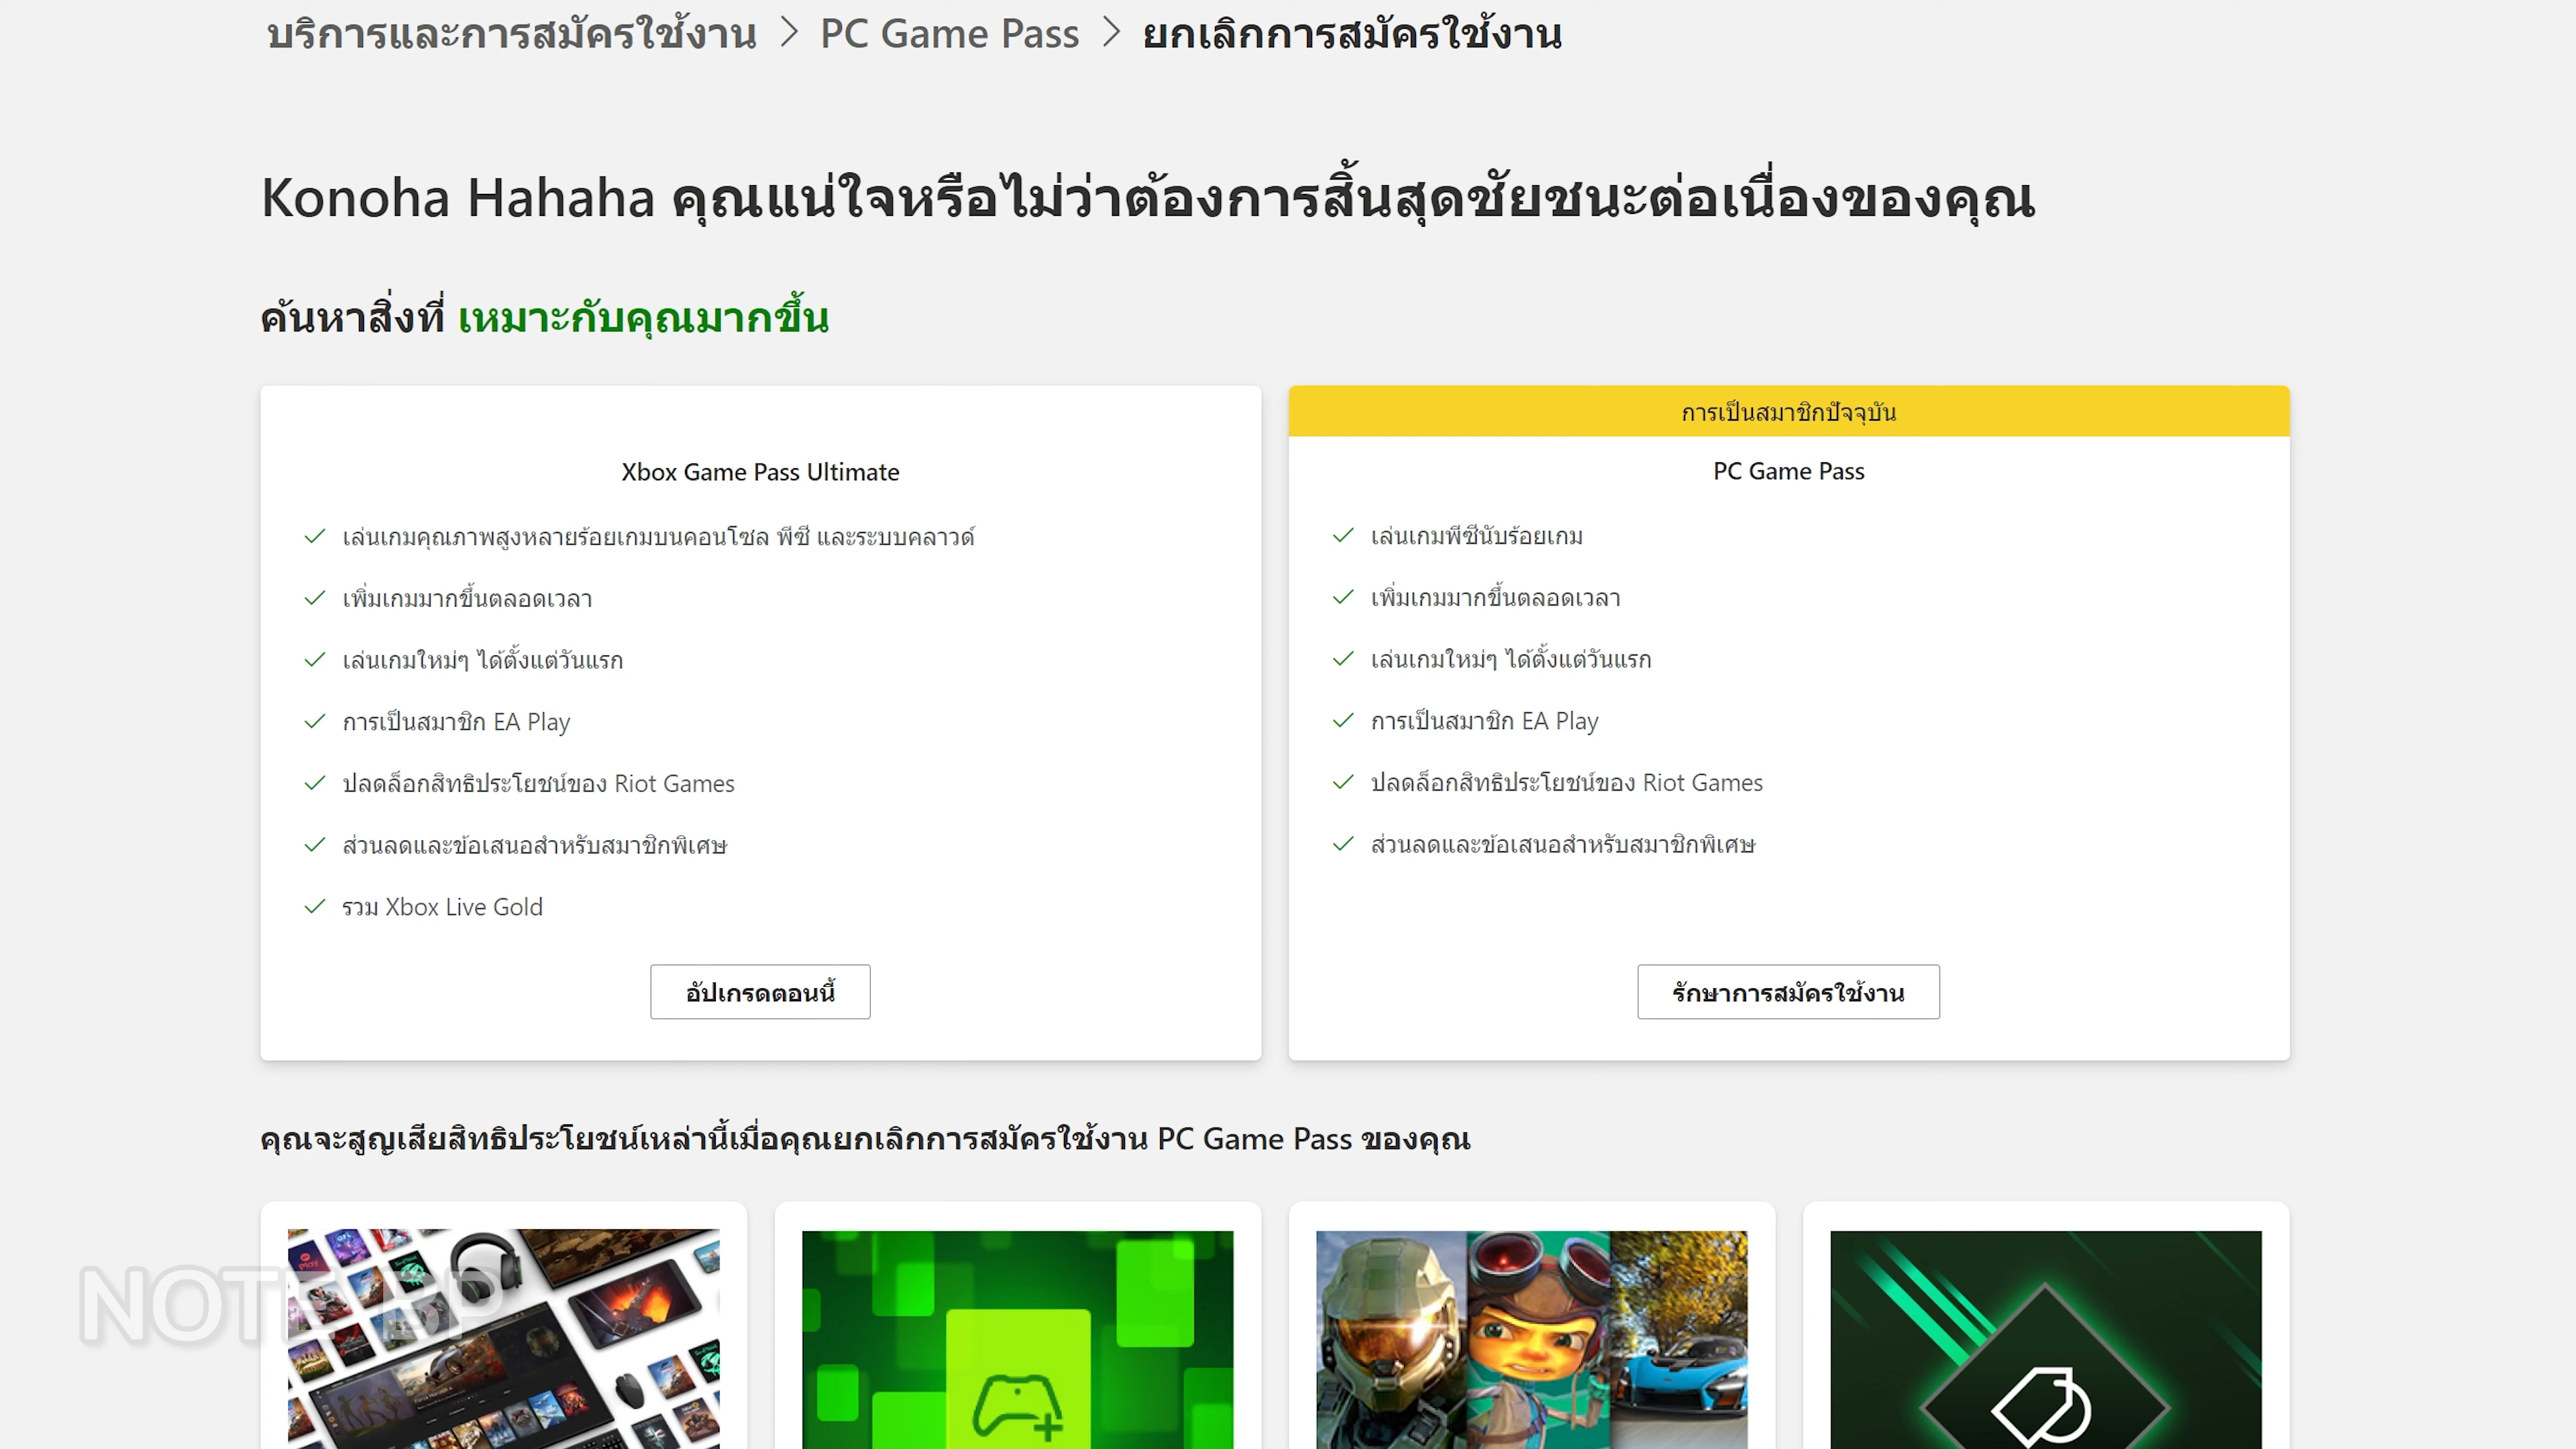 บริการและการสมัครใช้งาน > PC Game Pass > ยกเลิกการสมัครใช้งาน
Konoha Hahaha คุณแน่ใจหรือไม่ว่าต้องการสิ้นสุดชัยชนะต่อเนื่องของคุณ
ค้นหาสิ่งที่ เหมาะกับคุณมากขึ้น
Xbox Game Pass Ultimate
เล่นเกมคุณภาพสูงหลายร้อยเกมบนคอนโซล พีซี และระบบคลาวด์
เพิ่มเกมมากขึ้นตลอดเวลา
เล่นเกมใหม่ๆ ได้ตั้งแต่วันแรก
การเป็นสมาชิก EA Play
ปลดล็อกสิทธิประโยชน์ของ Riot Games
ส่วนลดและข้อเสนอสำหรับสมาชิกพิเศษ
รวม Xbox Live Gold
อัปเกรดตอนนี้
การเป็นสมาชิกปัจจุบัน
PC Game Pass
เล่นเกมพีซีนับร้อยเกม
เพิ่มเกมมากขึ้นตลอดเวลา
เล่นเกมใหม่ๆ ได้ตั้งแต่วันแรก
การเป็นสมาชิก EA Play
ปลดล็อกสิทธิประโยชน์ของ Riot Games
ส่วนลดและข้อเสนอสำหรับสมาชิกพิเศษ
รักษาการสมัครใช้งาน
คุณจะสูญเสียสิทธิประโยชน์เหล่านี้เมื่อคุณยกเลิกการสมัครใช้งาน PC Game Pass ของคุณ
NOTE BP